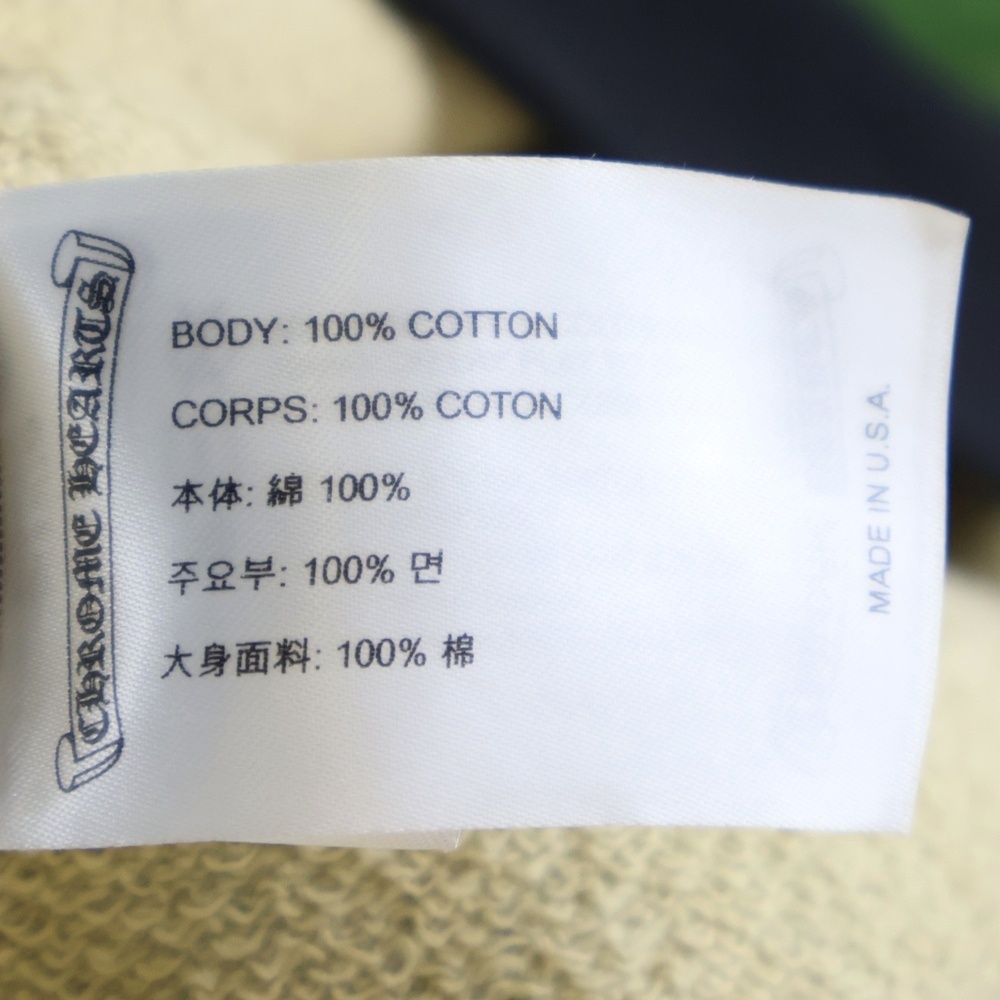 CHROME HEARTS
BODY: 100% COTTON
CORPS: 100% COTON
本体: 綿 100%
주요부: 100% 면
大身面料: 100% 棉
MADE IN U.S.A.